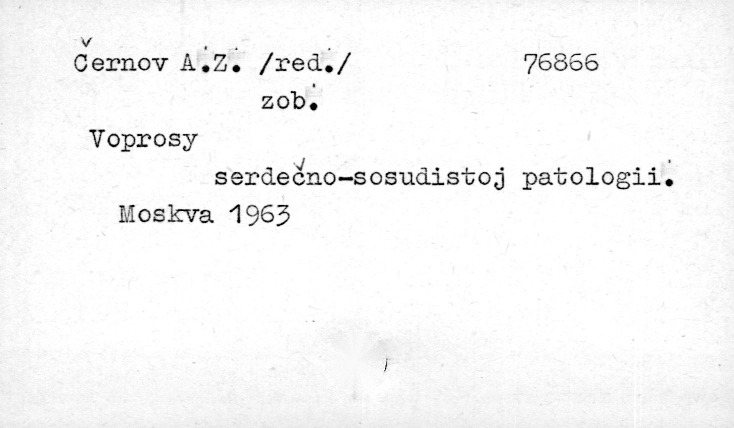 Černov A.Z. /red./ 76866
zob.
Voprosy
serdečno-sosudistoj patologii.
Moskva 1963